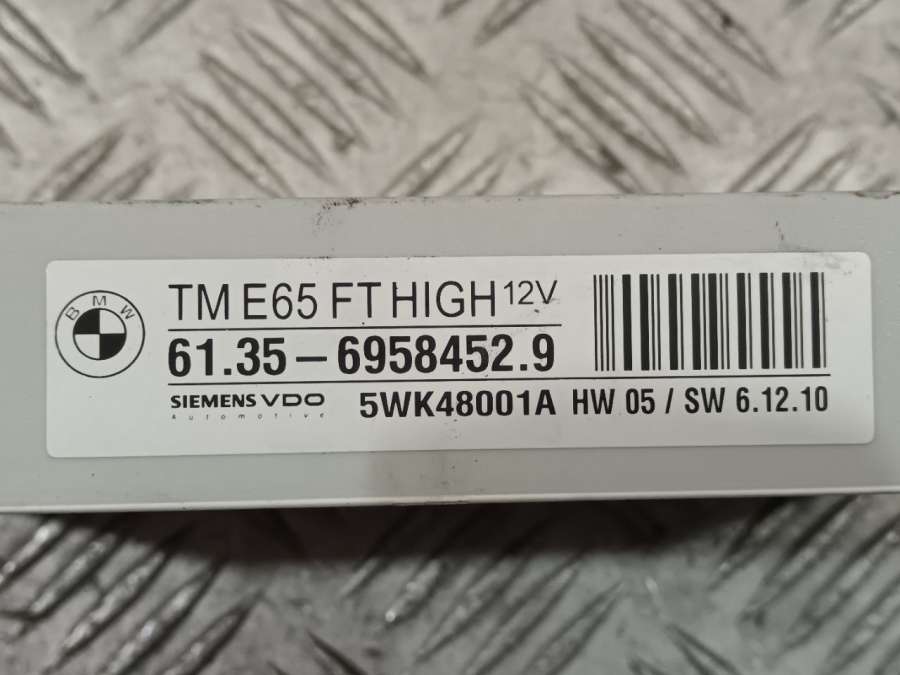 BMW
TM E65 FT HIGH 12V
61.35 – 6958452.9
SIEMENS VDO
Automotive
5WK48001A HW 05 / SW 6.12.10